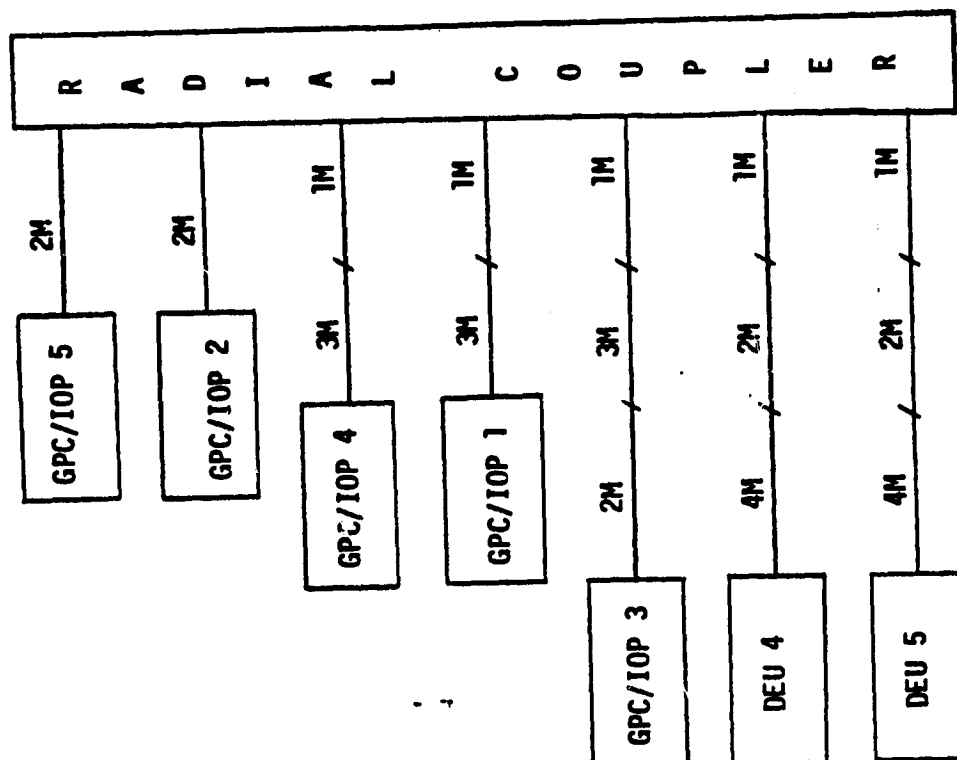 RADIAL COUPLER
2M
GPC/IOP 5
2M
GPC/IOP 2
1M
3M
GPC/IOP 4
1M
3M
GPC/IOP 1
1M
3M
2M
GPC/IOP 3
1M
2M
4M
DEU 4
1M
2M
4M
DEU 5